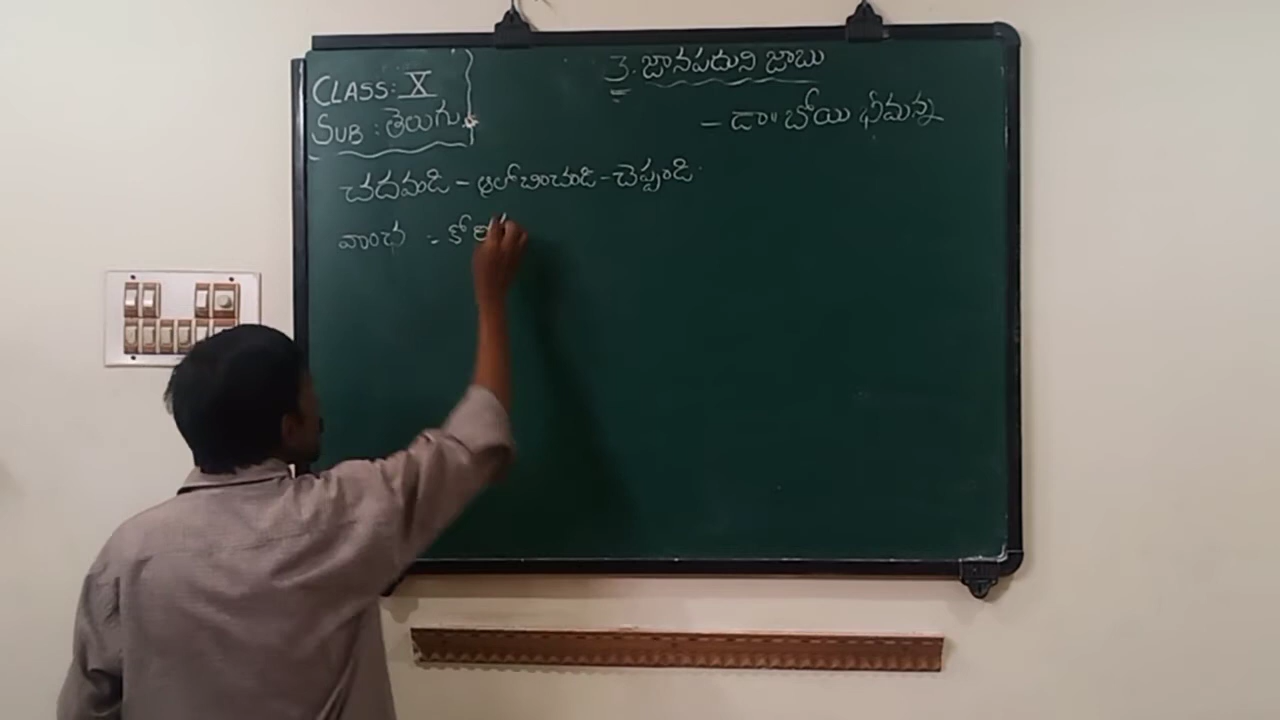 CLASS: X
SUB : తెలుగు
3. జానపదుని జాబు
- డా" బోయి భీమన్న
చదవండి - ఆలోచించండి - చెప్పండి
వాంఛ =